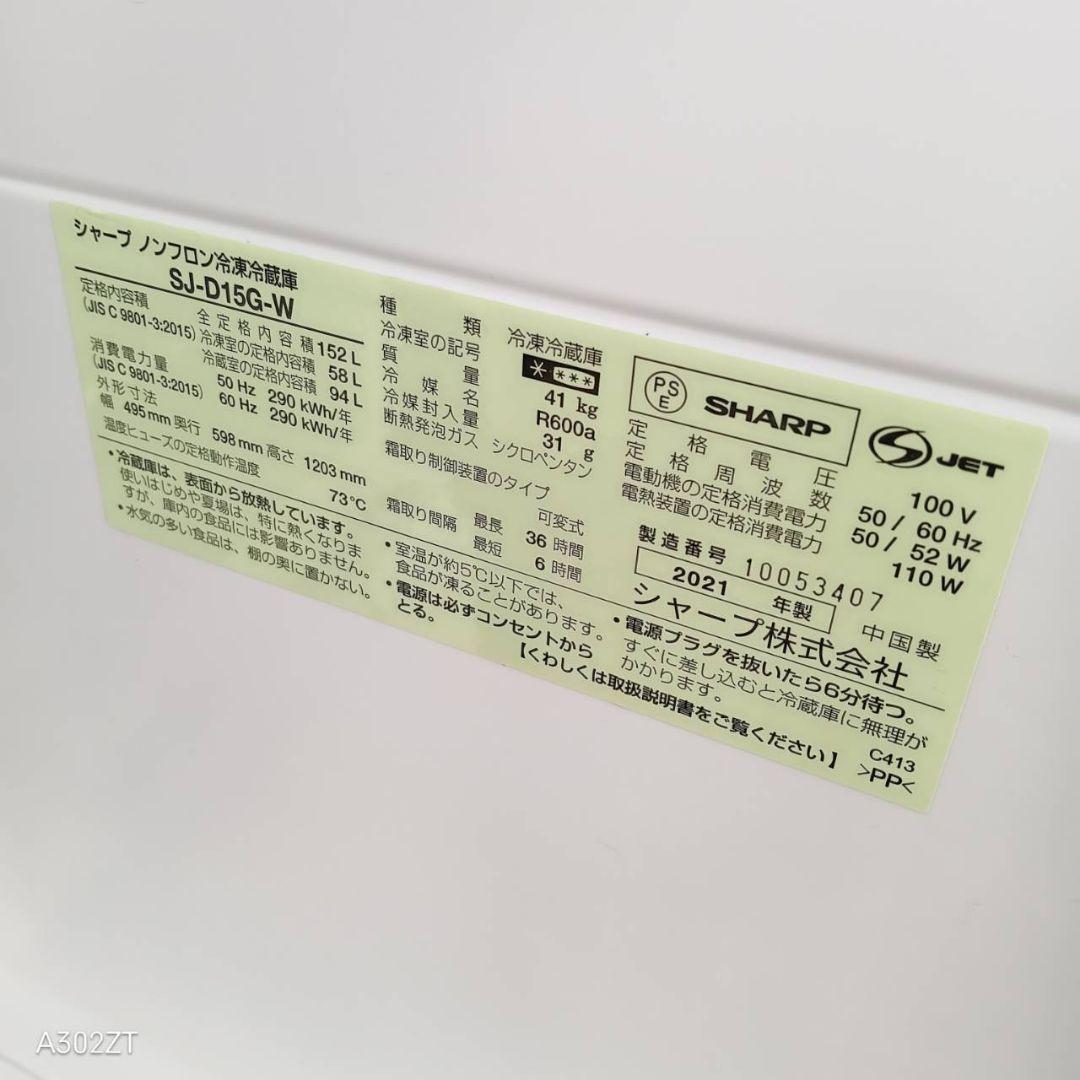 シャープ ノンフロン冷凍冷蔵庫
SJ-D15G-W
定格内容積
(JIS C 9801-3:2015)
全定格内容積 152 L
冷凍室の定格内容積 58 L
冷蔵室の定格内容積 94 L
消費電力量
(JIS C 9801-3:2015)
50 Hz 290 kWh/年
60 Hz 290 kWh/年
外形寸法
幅 495 mm 奥行 598 mm 高さ 1203 mm
温度ヒューズの定格動作温度 73℃
・冷蔵庫は、表面から放熱しています。
使いはじめや夏場は、特に熱くなりま
すが、庫内の食品には影響ありません。
・水気の多い食品は、棚の奥に置かない。
種類 冷凍冷蔵庫
冷凍室の記号 * ***
質量 41 kg
冷媒名 R600a
冷媒封入量 31 g
断熱発泡ガス シクロペンタン
霜取り制御装置のタイプ
可変式
霜取り間隔 最長 36 時間
最短 6 時間
・室温が約5℃以下では、
食品が凍ることがあります。
・電源は必ずコンセントから
とる。
PS
E
SHARP
JET
定格電圧 100 V
定格周波数 50 / 60 Hz
電動機の定格消費電力 50 / 52 W
電熱装置の定格消費電力 110 W
製造番号 10053407
2021 年製 中国製
シャープ株式会社
・電源プラグを抜いたら6分待つ。
すぐに差し込むと冷蔵庫に無理が
かかります。
【くわしくは取扱説明書をご覧ください】
C413
>PP<
A302ZT